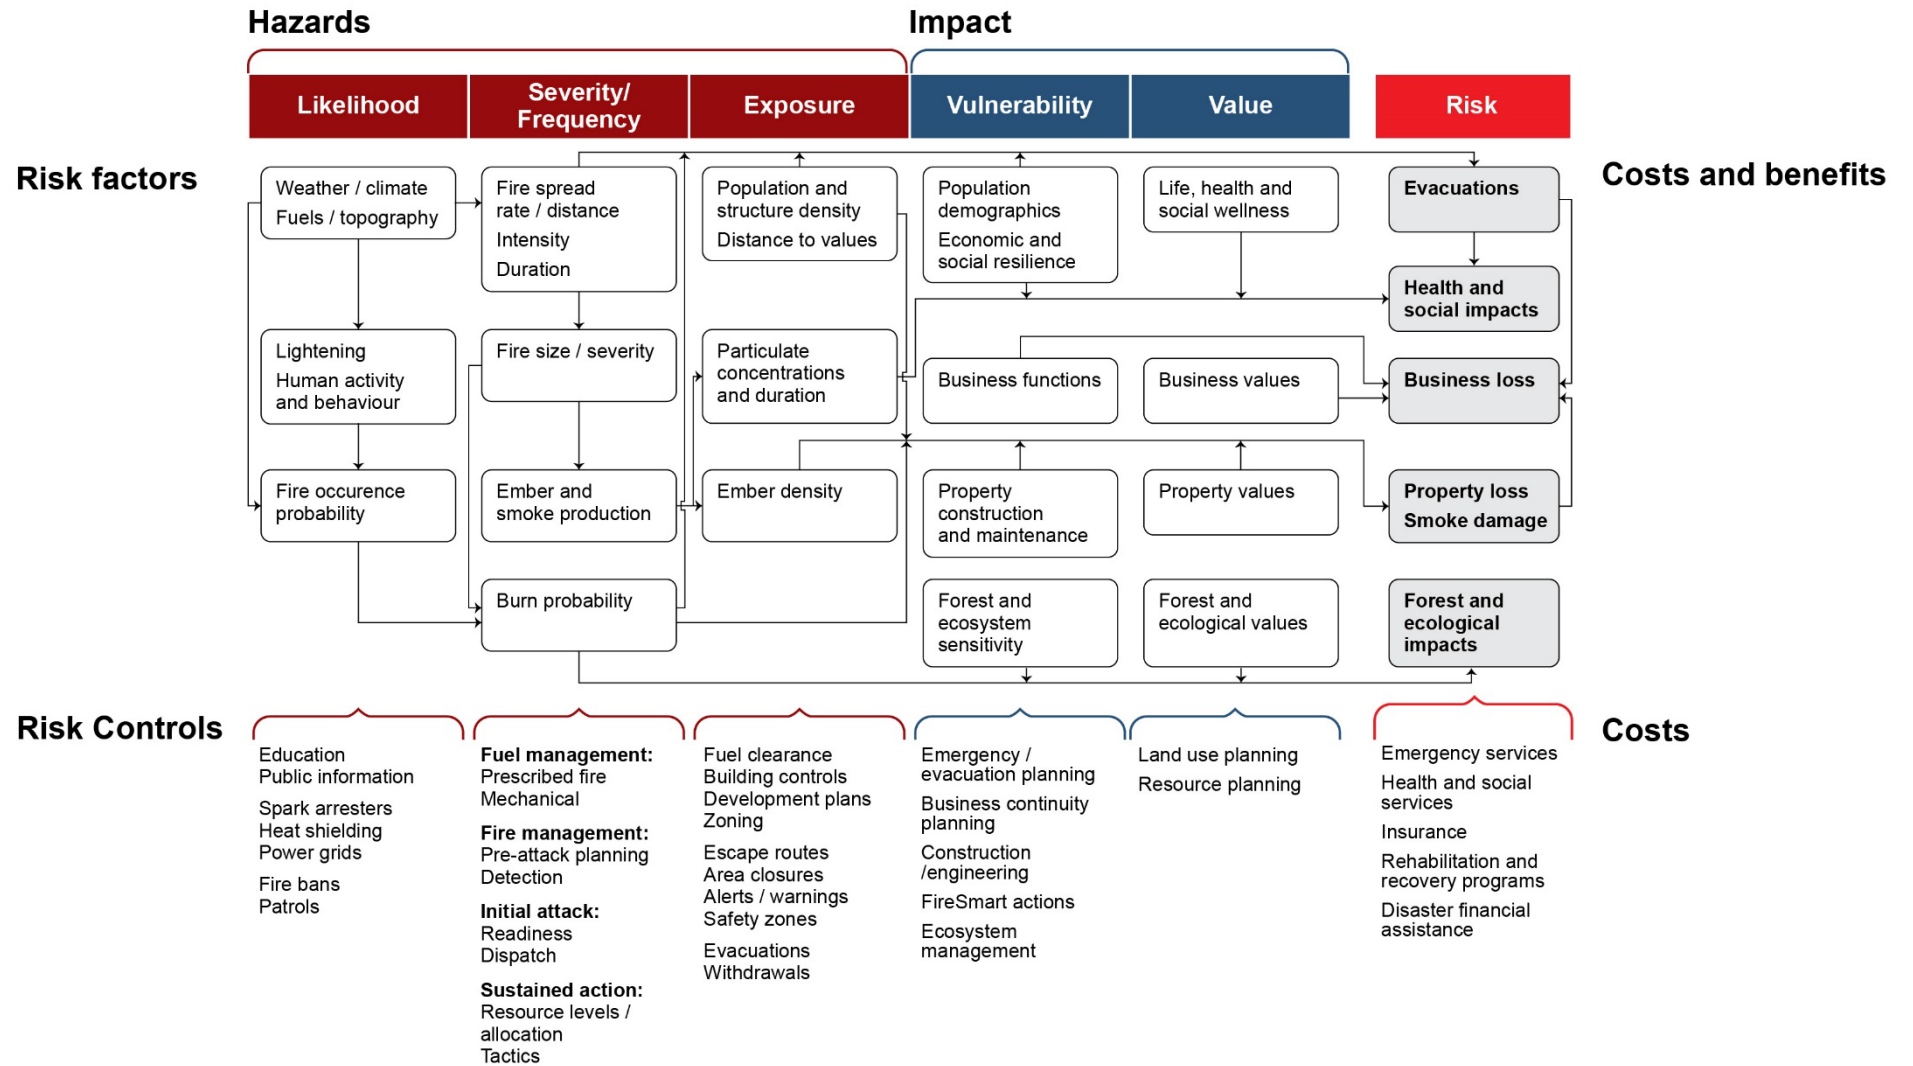 Hazards
Impact
Likelihood
Severity/
Frequency
Exposure
Vulnerability
Value
Risk
Risk factors
Costs and benefits
Weather / climate
Fuels / topography
Fire spread
rate / distance
Intensity
Duration
Population and
structure density
Distance to values
Population
demographics
Economic and
social resilience
Life, health and
social wellness
Evacuations
Health and
social impacts
Lightening
Human activity
and behaviour
Fire size / severity
Particulate
concentrations
and duration
Business functions
Business values
Business loss
Fire occurence
probability
Ember and
smoke production
Ember density
Property
construction
and maintenance
Property values
Property loss
Smoke damage
Burn probability
Forest and
ecosystem
sensitivity
Forest and
ecological values
Forest and
ecological
impacts
Risk Controls
Costs
Education
Public information
Spark arresters
Heat shielding
Power grids
Fire bans
Patrols
Fuel management:
Prescribed fire
Mechanical
Fire management:
Pre-attack planning
Detection
Initial attack:
Readiness
Dispatch
Sustained action:
Resource levels /
allocation
Tactics
Fuel clearance
Building controls
Development plans
Zoning
Escape routes
Area closures
Alerts / warnings
Safety zones
Evacuations
Withdrawals
Emergency /
evacuation planning
Business continuity
planning
Construction
/engineering
FireSmart actions
Ecosystem
management
Land use planning
Resource planning
Emergency services
Health and social
services
Insurance
Rehabilitation and
recovery programs
Disaster financial
assistance